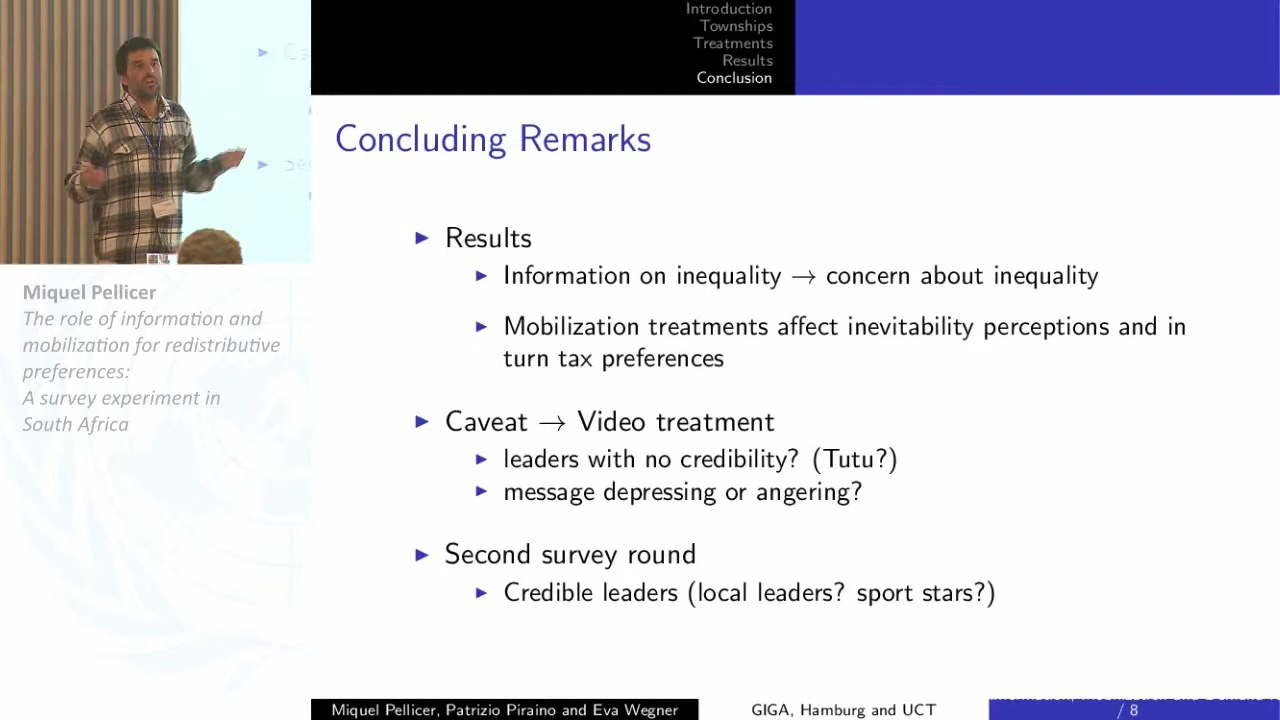 Introduction
Townships
Treatments
Results
Conclusion
Concluding Remarks
Results
Information on inequality → concern about inequality
Mobilization treatments affect inevitability perceptions and in
turn tax preferences
Caveat → Video treatment
leaders with no credibility? (Tutu?)
message depressing or angering?
Second survey round
Credible leaders (local leaders? sport stars?)
Miquel Pellicer
The role of information and
mobilization for redistributive
preferences:
A survey experiment in
South Africa
Miquel Pellicer, Patrizio Piraino and Eva Wegner
GIGA, Hamburg and UCT
/ 8